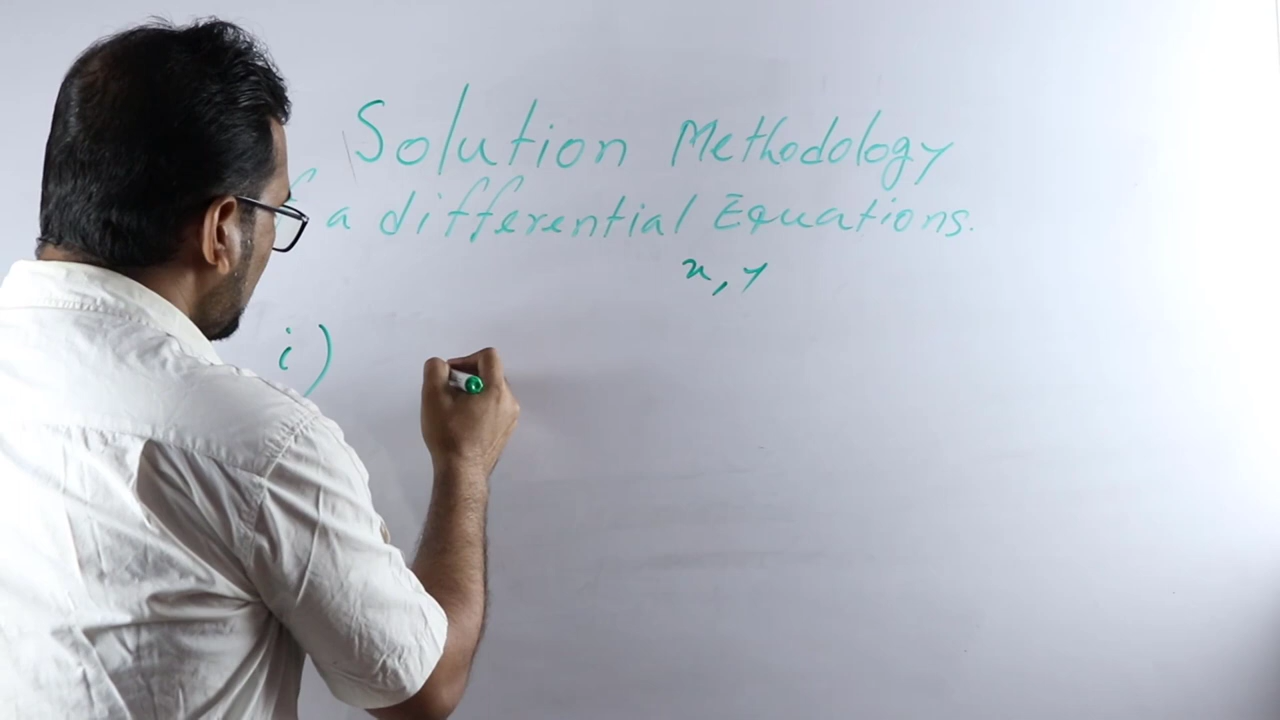 Solution Methodology
a differential Equations.
x, y
i)